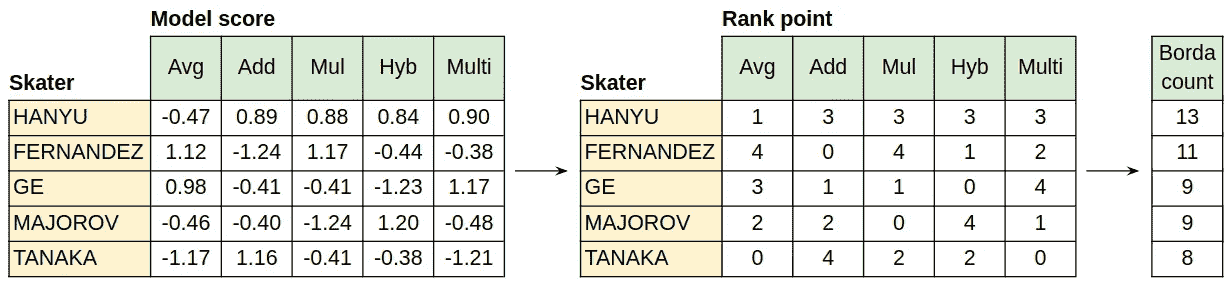 Model score Rank point
Skater Avg Add Mul Hyb Multi Skater Avg Add Mul Hyb Multi Borda count
HANYU -0.47 0.89 0.88 0.84 0.90 HANYU 1 3 3 3 3 13
FERNANDEZ 1.12 -1.24 1.17 -0.44 -0.38 FERNANDEZ 4 0 4 1 2 11
GE 0.98 -0.41 -0.41 -1.23 1.17 GE 3 1 1 0 4 9
MAJOROV -0.46 -0.40 -1.24 1.20 -0.48 MAJOROV 2 2 0 4 1 9
TANAKA -1.17 1.16 -0.41 -0.38 -1.21 TANAKA 0 4 2 2 0 8